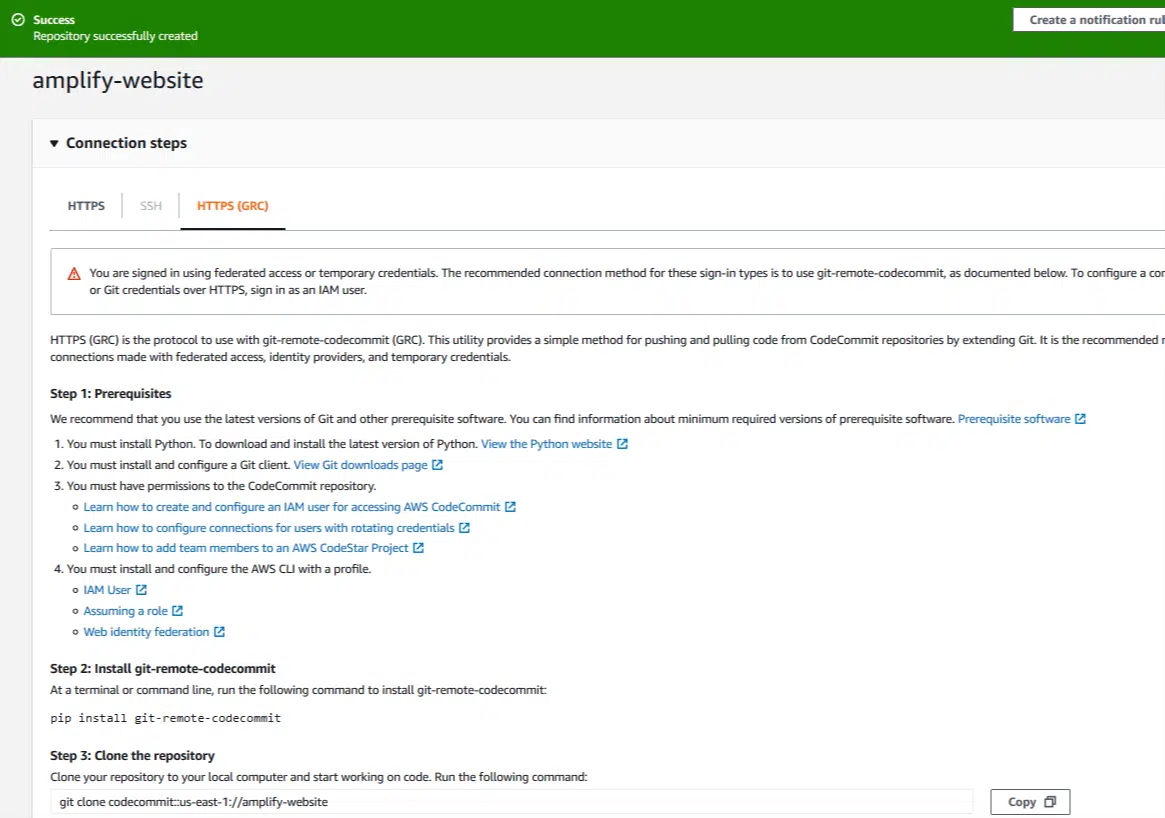 Success
Repository successfully created
Create a notification
amplify-website
Connection steps
HTTPS
SSH
HTTPS (GRC)
You are signed in using federated access or temporary credentials. The recommended connection method for these sign-in types is to use git-remote-codecommit, as documented below. To configure a
or Git credentials over HTTPS, sign in as an IAM user.
HTTPS (GRC) is the protocol to use with git-remote-codecommit (GRC). This utility provides a simple method for pushing and pulling code from CodeCommit repositories by extending Git. It is the recommended
connections made with federated access, identity providers, and temporary credentials.
Step 1: Prerequisites
We recommend that you use the latest versions of Git and other prerequisite software. You can find information about minimum required versions of prerequisite software. Prerequisite software
1. You must install Python. To download and install the latest version of Python. View the Python website
2. You must install and configure a Git client. View Git downloads page
3. You must have permissions to the CodeCommit repository.
Learn how to create and configure an IAM user for accessing AWS CodeCommit
Learn how to configure connections for users with rotating credentials
Learn how to add team members to an AWS CodeStar Project
4. You must install and configure the AWS CLI with a profile.
IAM User
Assuming a role
Web identity federation
Step 2: Install git-remote-codecommit
At a terminal or command line, run the following command to install git-remote-codecommit:
pip install git-remote-codecommit
Step 3: Clone the repository
Clone your repository to your local computer and start working on code. Run the following command:
git clone codecommit::us-east-1://amplify-website
Copy